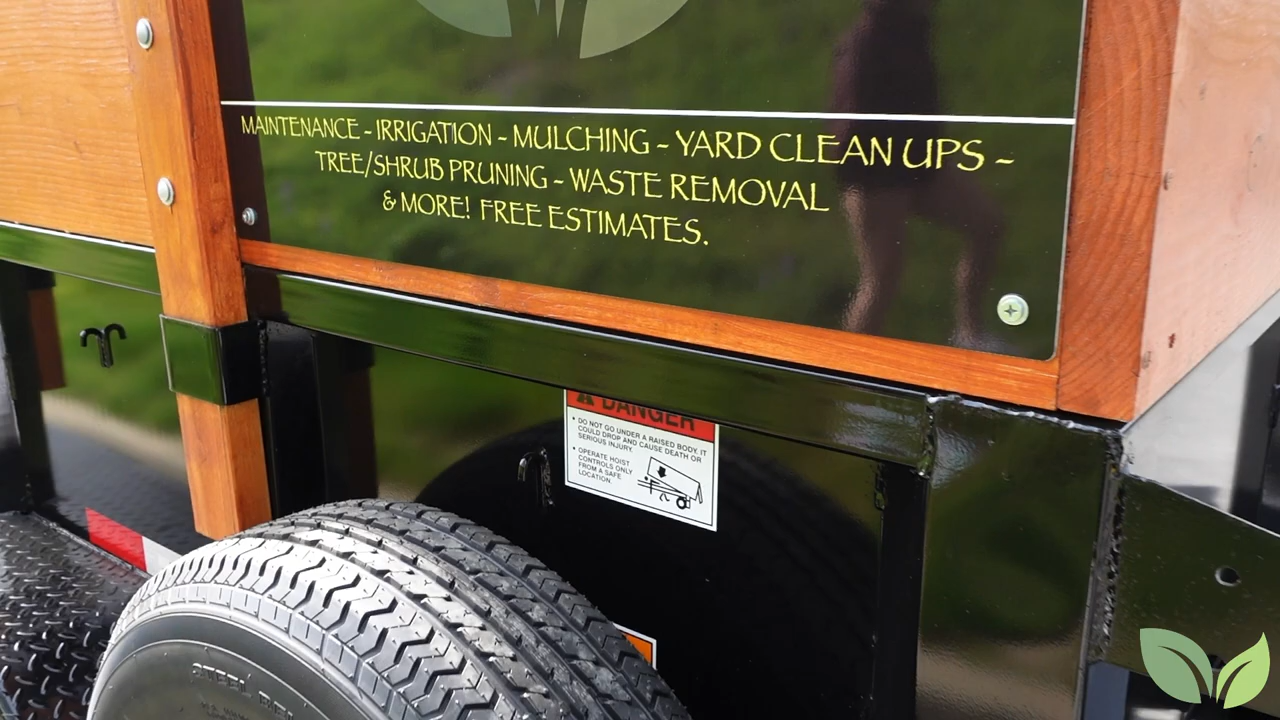 MAINTENANCE - IRRIGATION - MULCHING - YARD CLEAN UPS -
TREE/SHRUB PRUNING - WASTE REMOVAL
& MORE! FREE ESTIMATES.
DANGER
• DO NOT GO UNDER A RAISED BODY. IT
COULD DROP AND CAUSE DEATH OR
SERIOUS INJURY.
• OPERATE HOIST
CONTROLS ONLY
FROM A SAFE
LOCATION.
STEEL